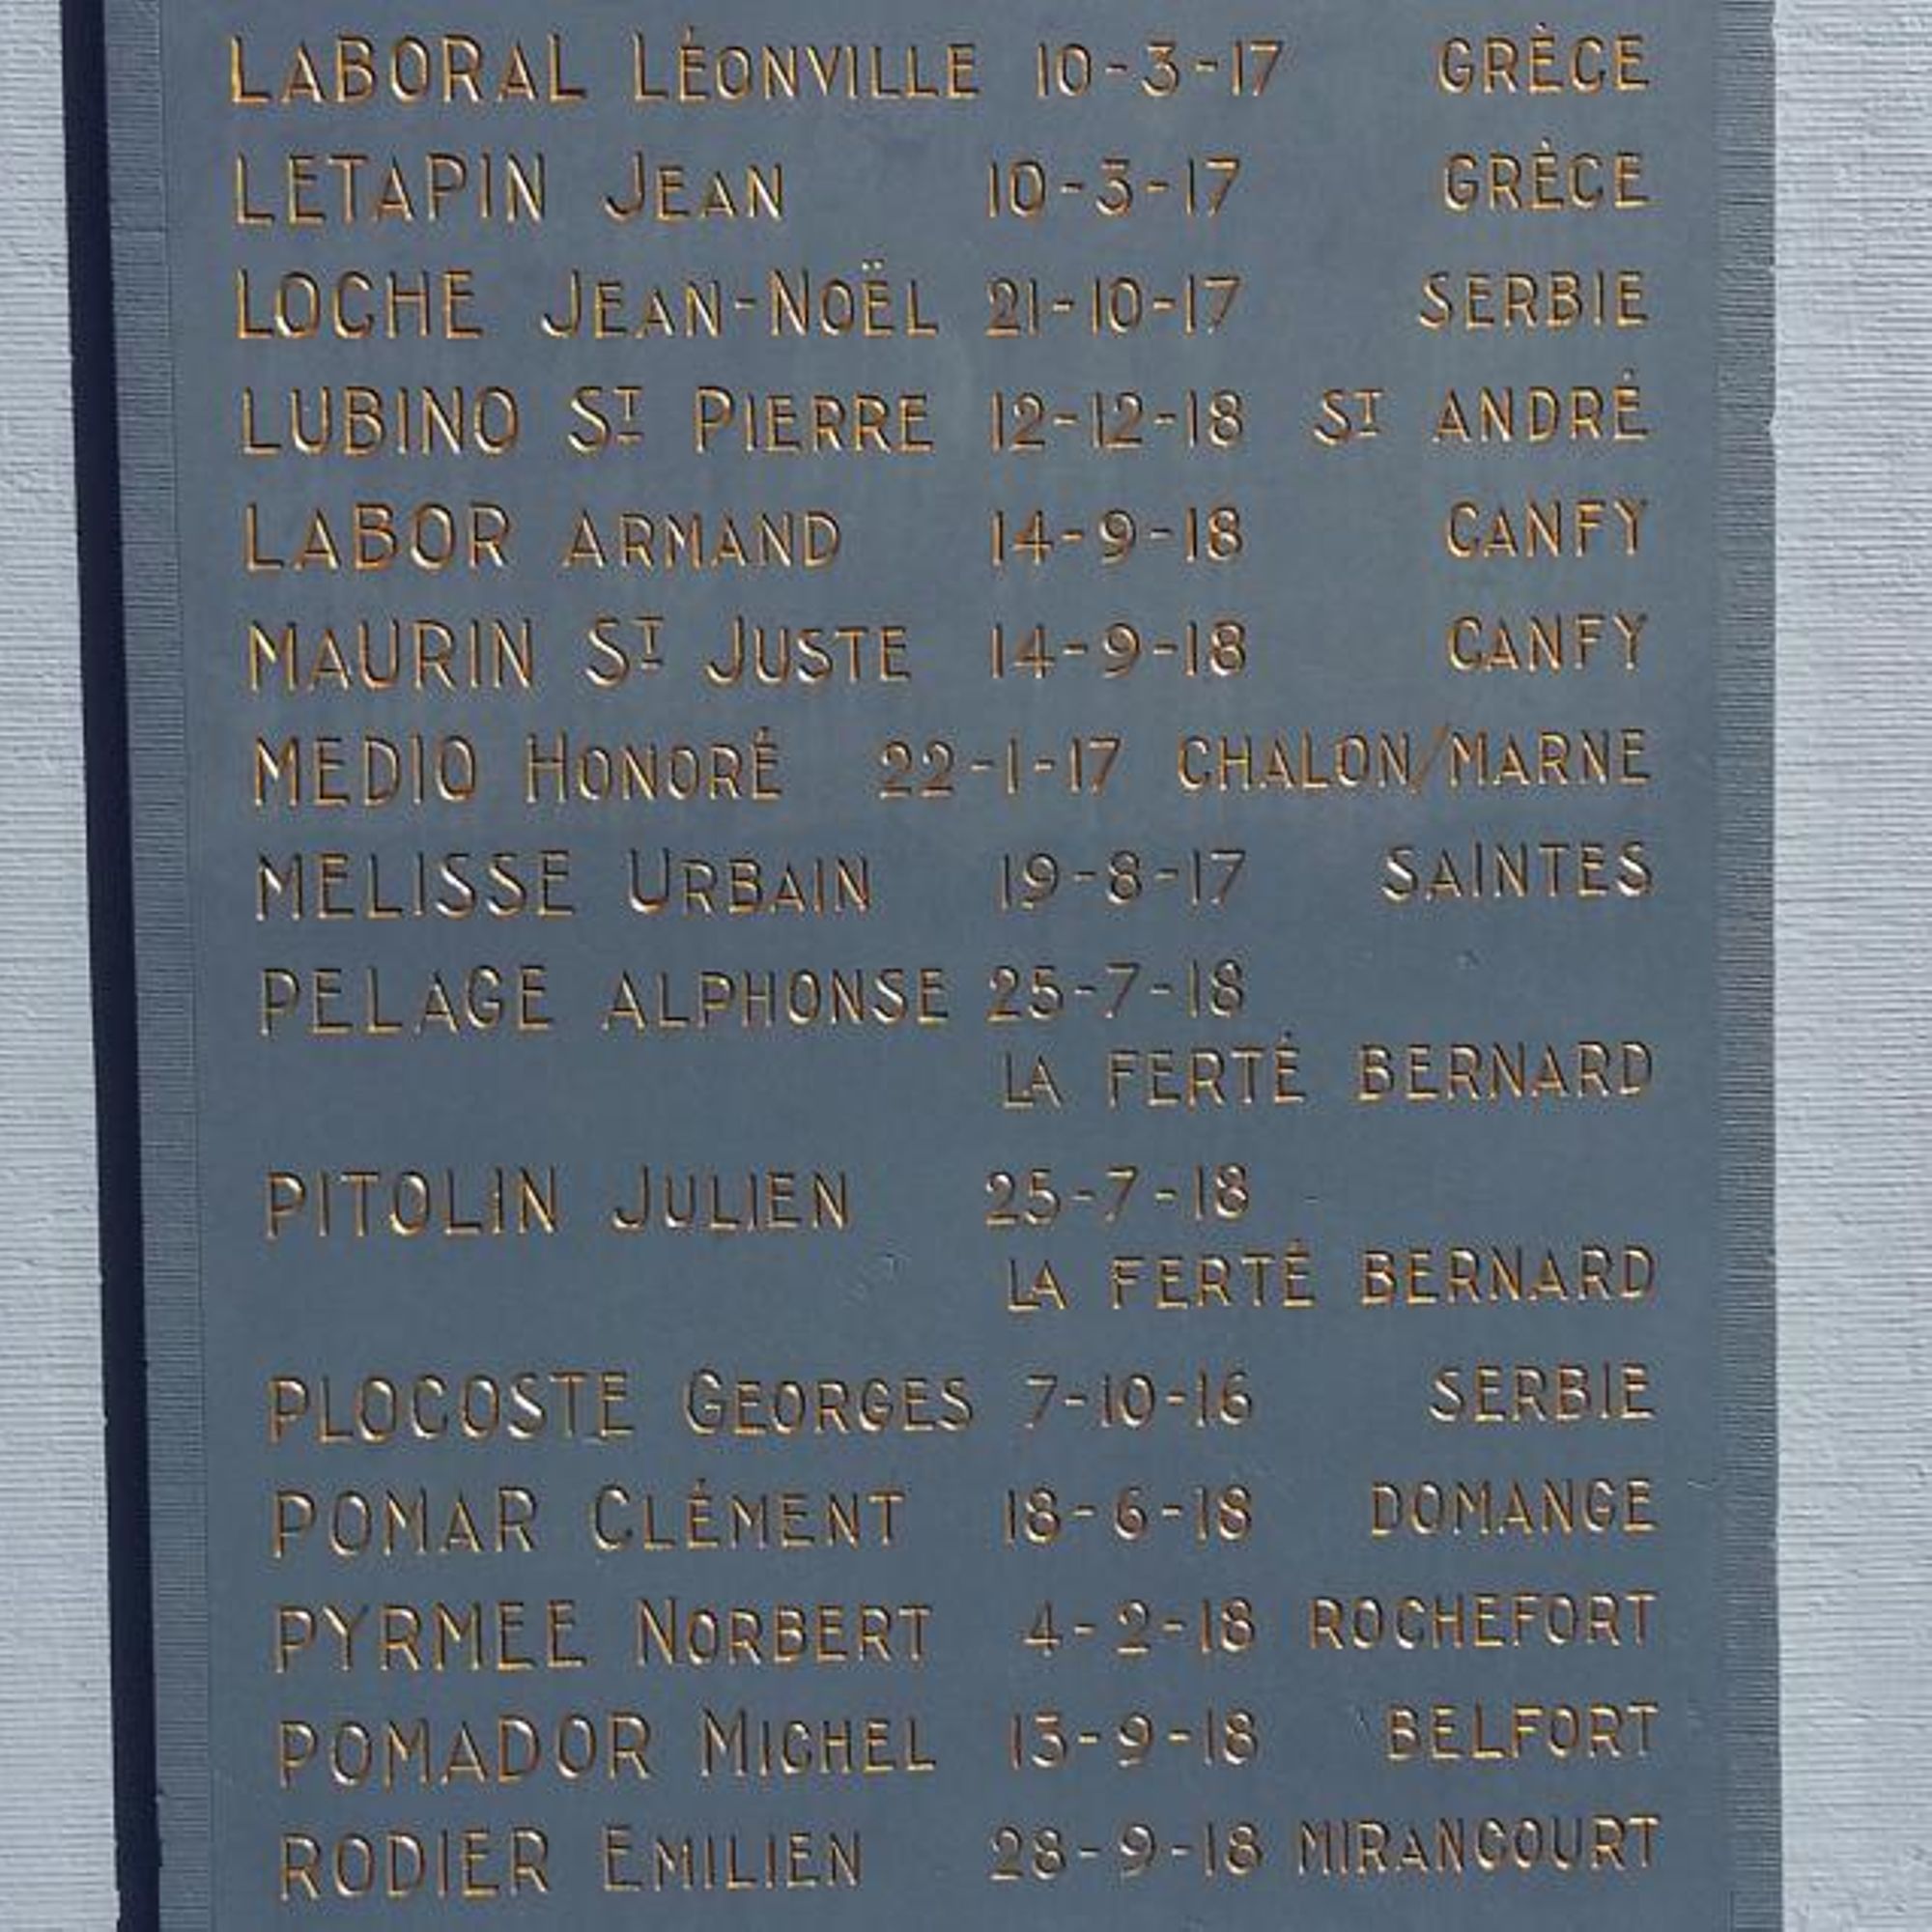 LABORAL LÉONVILLE 10-3-17 GRÈCE
LETAPIN JEAN 10-3-17 GRÈCE
LOCHE JEAN-NOËL 21-10-17 SERBIE
LUBINO ST PIERRE 12-12-18 ST ANDRÉ
LABOR ARMAND 14-9-18 CANFY
MAURIN ST JUSTE 14-9-18 CANFY
MEDIO HONORÉ 22-1-17 CHALON/MARNE
MELISSE URBAIN 19-8-17 SAINTES
PELAGE ALPHONSE 25-7-18
LA FERTÉ BERNARD
PITOLIN JULIEN 25-7-18
LA FERTÉ BERNARD
PLOCOSTE GEORGES 7-10-16 SERBIE
POMAR CLÉMENT 18-6-18 DOMANGE
PYRMEE NORBERT 4-2-18 ROCHEFORT
POMADOR MICHEL 13-9-18 BELFORT
RODIER EMILIEN 28-9-18 MIRANCOURT